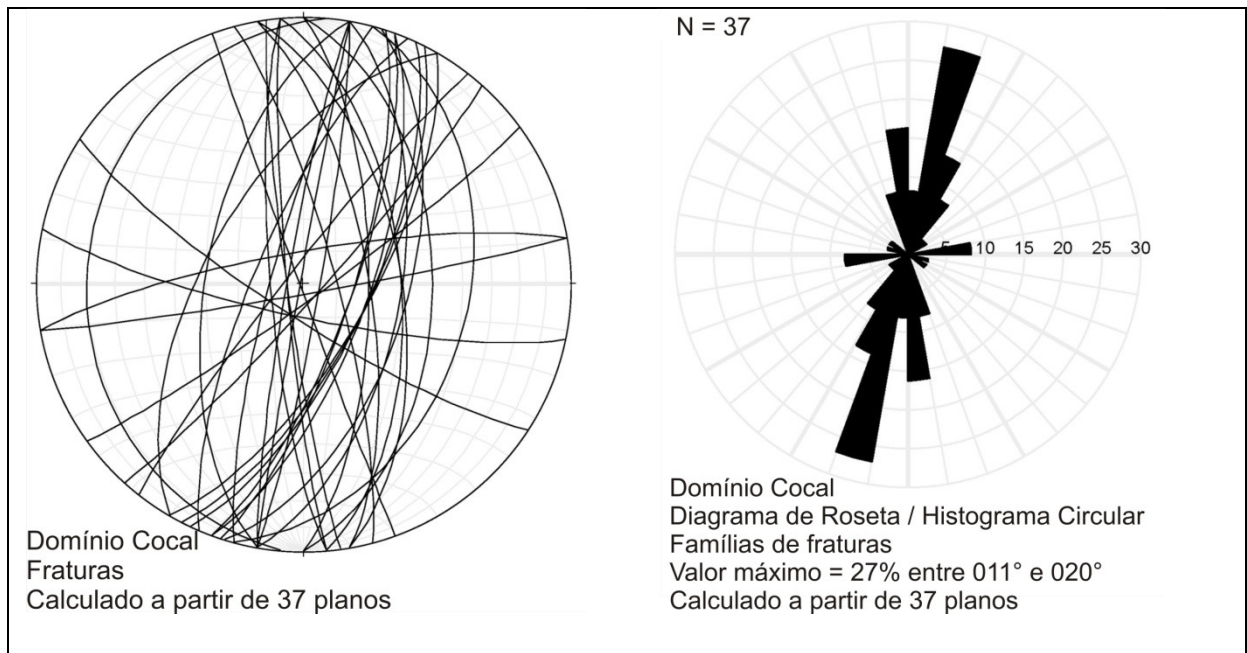 Domínio Cocal
Fraturas
Calculado a partir de 37 planos
N = 37
5 10 15 20 25 30
Domínio Cocal
Diagrama de Roseta / Histograma Circular
Famílias de fraturas
Valor máximo = 27% entre 011° e 020°
Calculado a partir de 37 planos